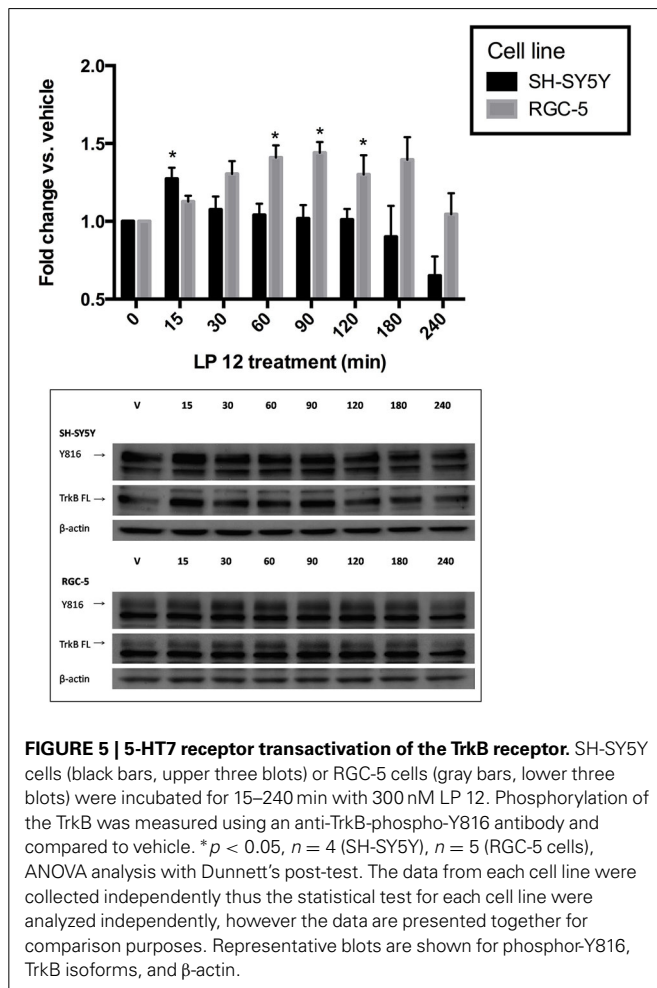 Cell line
SH-SY5Y
RGC-5
2.0
1.5
1.0
0.5
Fold change vs. vehicle
*
*
*
*
0
15
30
60
90
120
180
240
LP 12 treatment (min)
V 15 30 60 90 120 180 240
SH-SY5Y
Y816 →
TrkB FL →
β-actin
V 15 30 60 90 120 180 240
RGC-5
Y816 →
TrkB FL →
β-actin
FIGURE 5 | 5-HT7 receptor transactivation of the TrkB receptor. SH-SY5Y
cells (black bars, upper three blots) or RGC-5 cells (gray bars, lower three
blots) were incubated for 15–240 min with 300 nM LP 12. Phosphorylation of
the TrkB was measured using an anti-TrkB-phospho-Y816 antibody and
compared to vehicle. *p < 0.05, n = 4 (SH-SY5Y), n = 5 (RGC-5 cells),
ANOVA analysis with Dunnett's post-test. The data from each cell line were
collected independently thus the statistical test for each cell line were
analyzed independently, however the data are presented together for
comparison purposes. Representative blots are shown for phosphor-Y816,
TrkB isoforms, and β-actin.